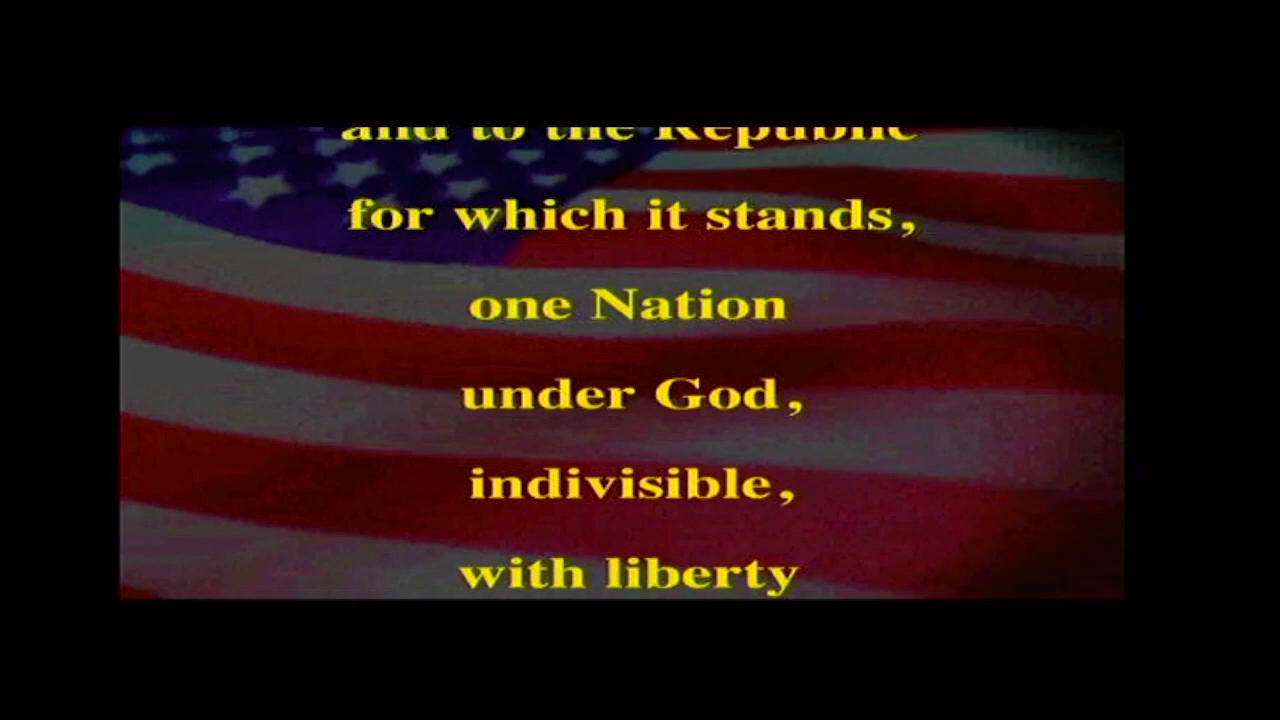 and to the Republic
for which it stands,
one Nation
under God,
indivisible,
with liberty